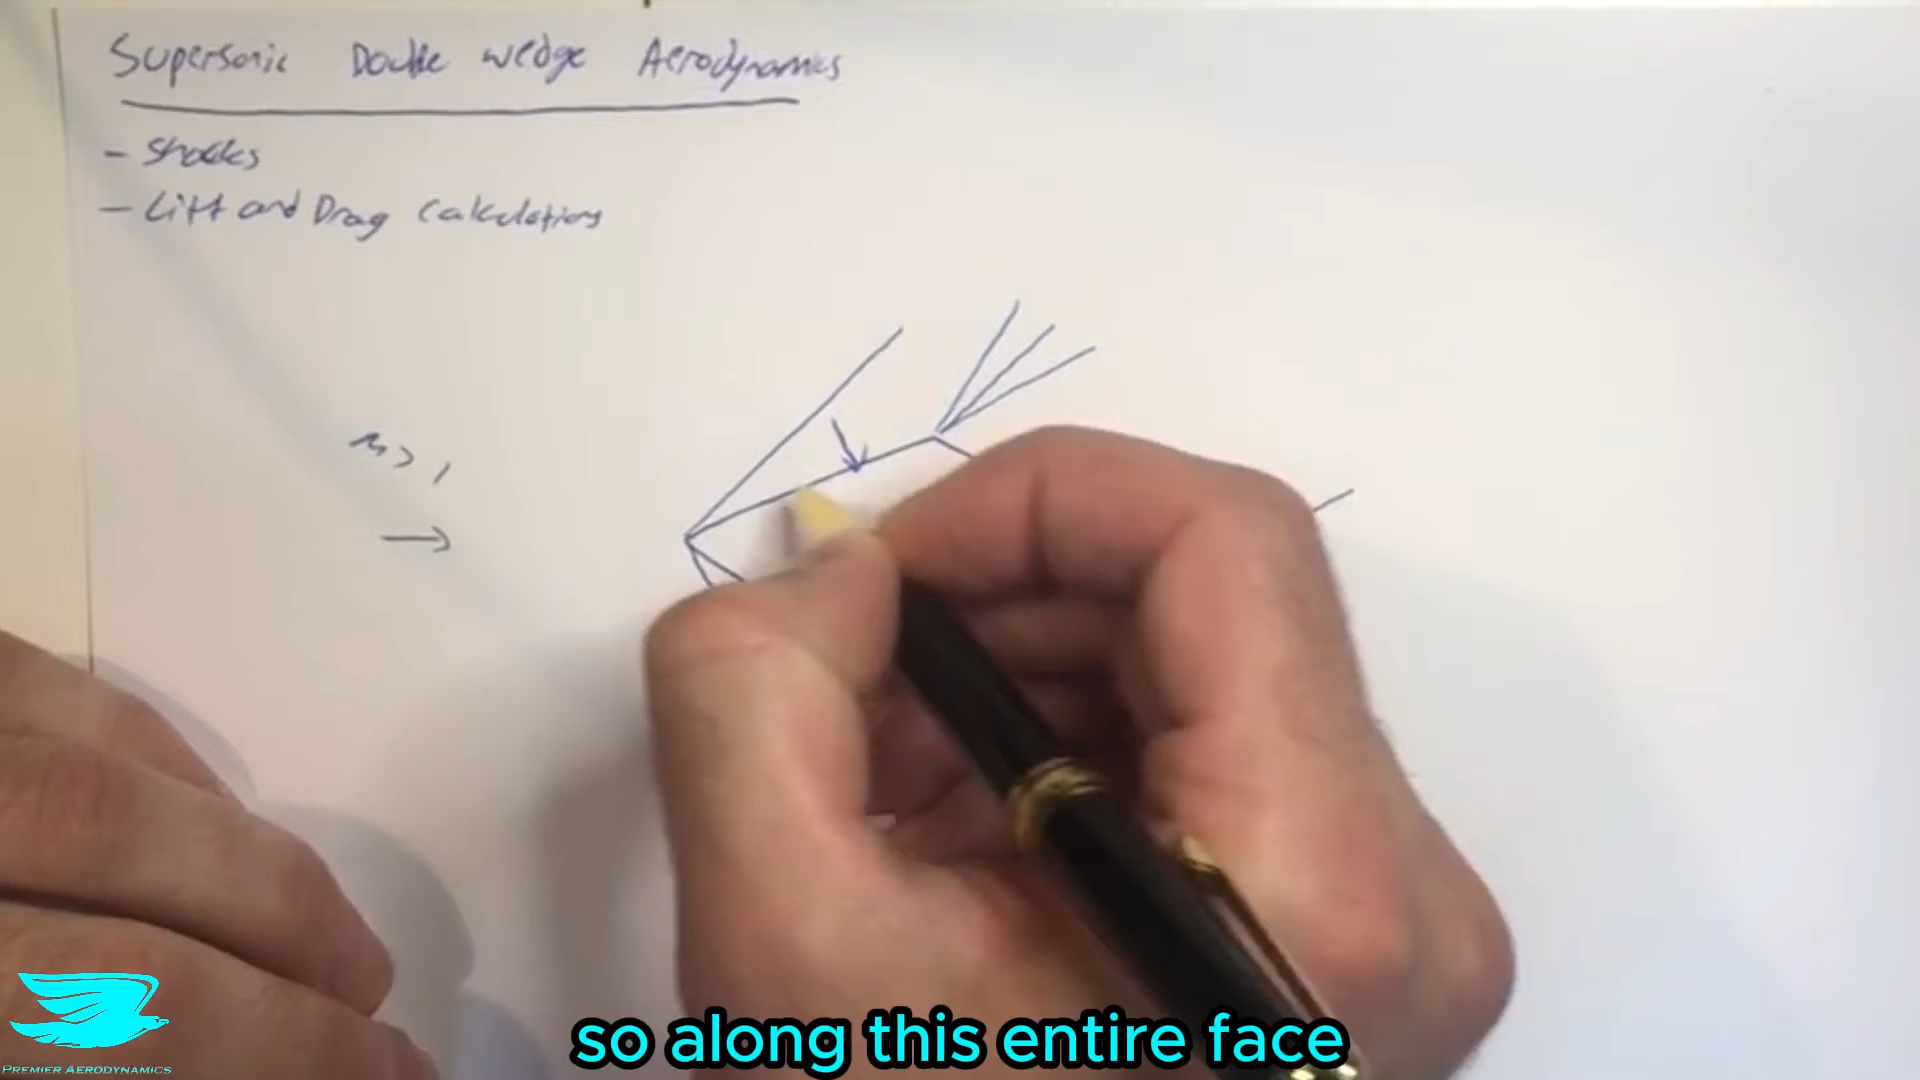 Supersonic Double Wedge Aerodynamics
- Shocks
- Lift and Drag Calculations
M > 1
so along this entire face
PREMIER AERODYNAMICS